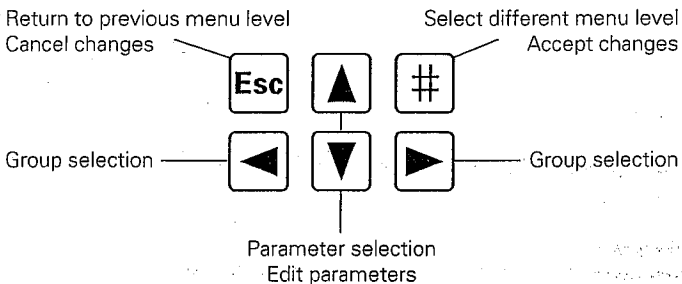 Return to previous menu level
Cancel changes
Select different menu level
Accept changes
Esc
#
Group selection
Group selection
Parameter selection
Edit parameters